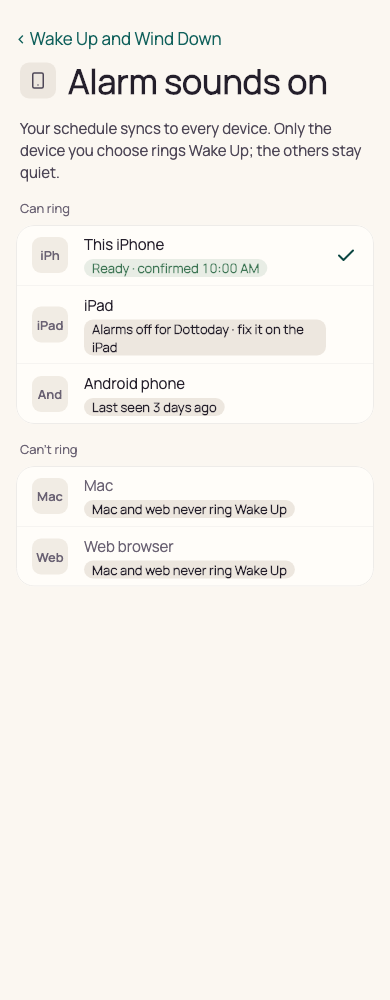 ‹ Wake Up and Wind Down
Alarm sounds on
Your schedule syncs to every device. Only the
device you choose rings Wake Up; the others stay
quiet.
Can ring
iPh
This iPhone
Ready · confirmed 10:00 AM
iPad
iPad
Alarms off for Dottoday · fix it on the
iPad
And
Android phone
Last seen 3 days ago
Can't ring
Mac
Mac
Mac and web never ring Wake Up
Web
Web browser
Mac and web never ring Wake Up